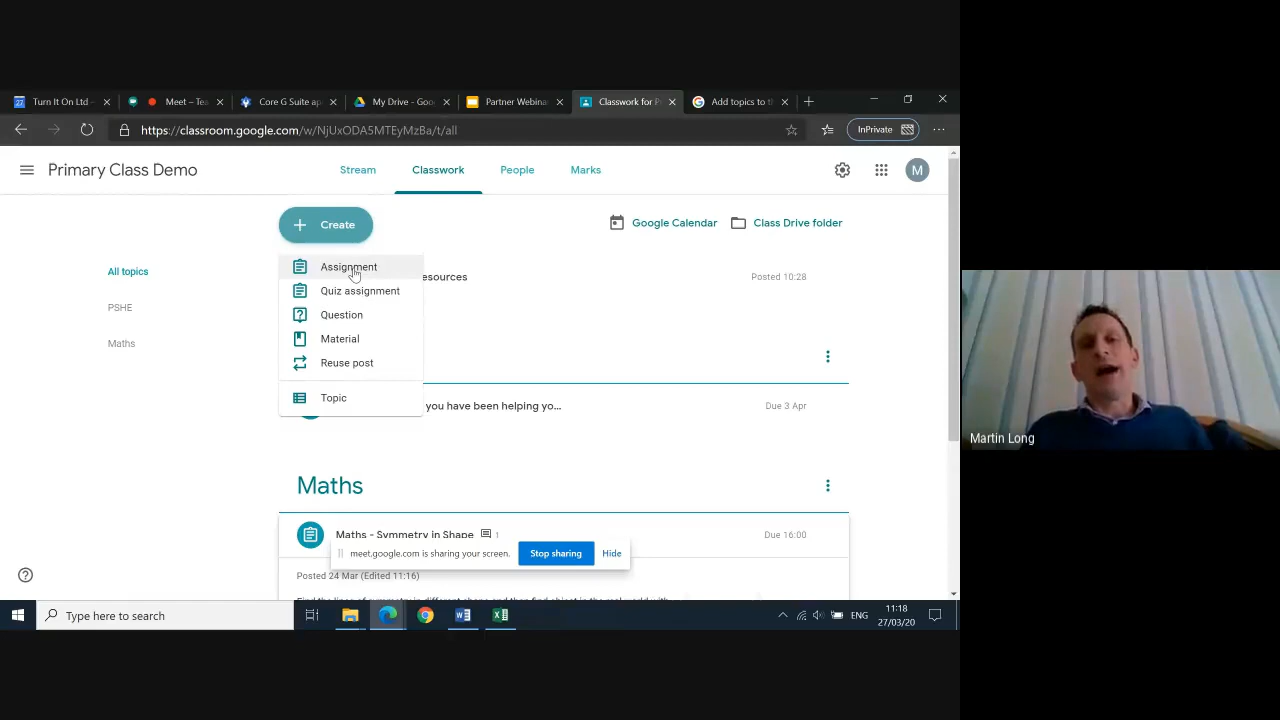 Turn It On Ltd
Meet – Tea
Core G Suite ap
My Drive - Goo
Partner Webina
Classwork for P
Add topics to th
https://classroom.google.com/w/NjUxODA5MTEyMzBa/t/all
InPrivate
Primary Class Demo
Stream
Classwork
People
Marks
M
Create
Google Calendar
Class Drive folder
All topics
Assignment
esources
Posted 10:28
Quiz assignment
PSHE
Question
Material
Maths
Reuse post
Topic
you have been helping yo...
Due 3 Apr
Martin Long
Maths
Maths - Symmetry in Shape
1
Due 16:00
meet.google.com is sharing your screen.
Stop sharing
Hide
Posted 24 Mar (Edited 11:16)
Type here to search
ENG
11:18
27/03/20